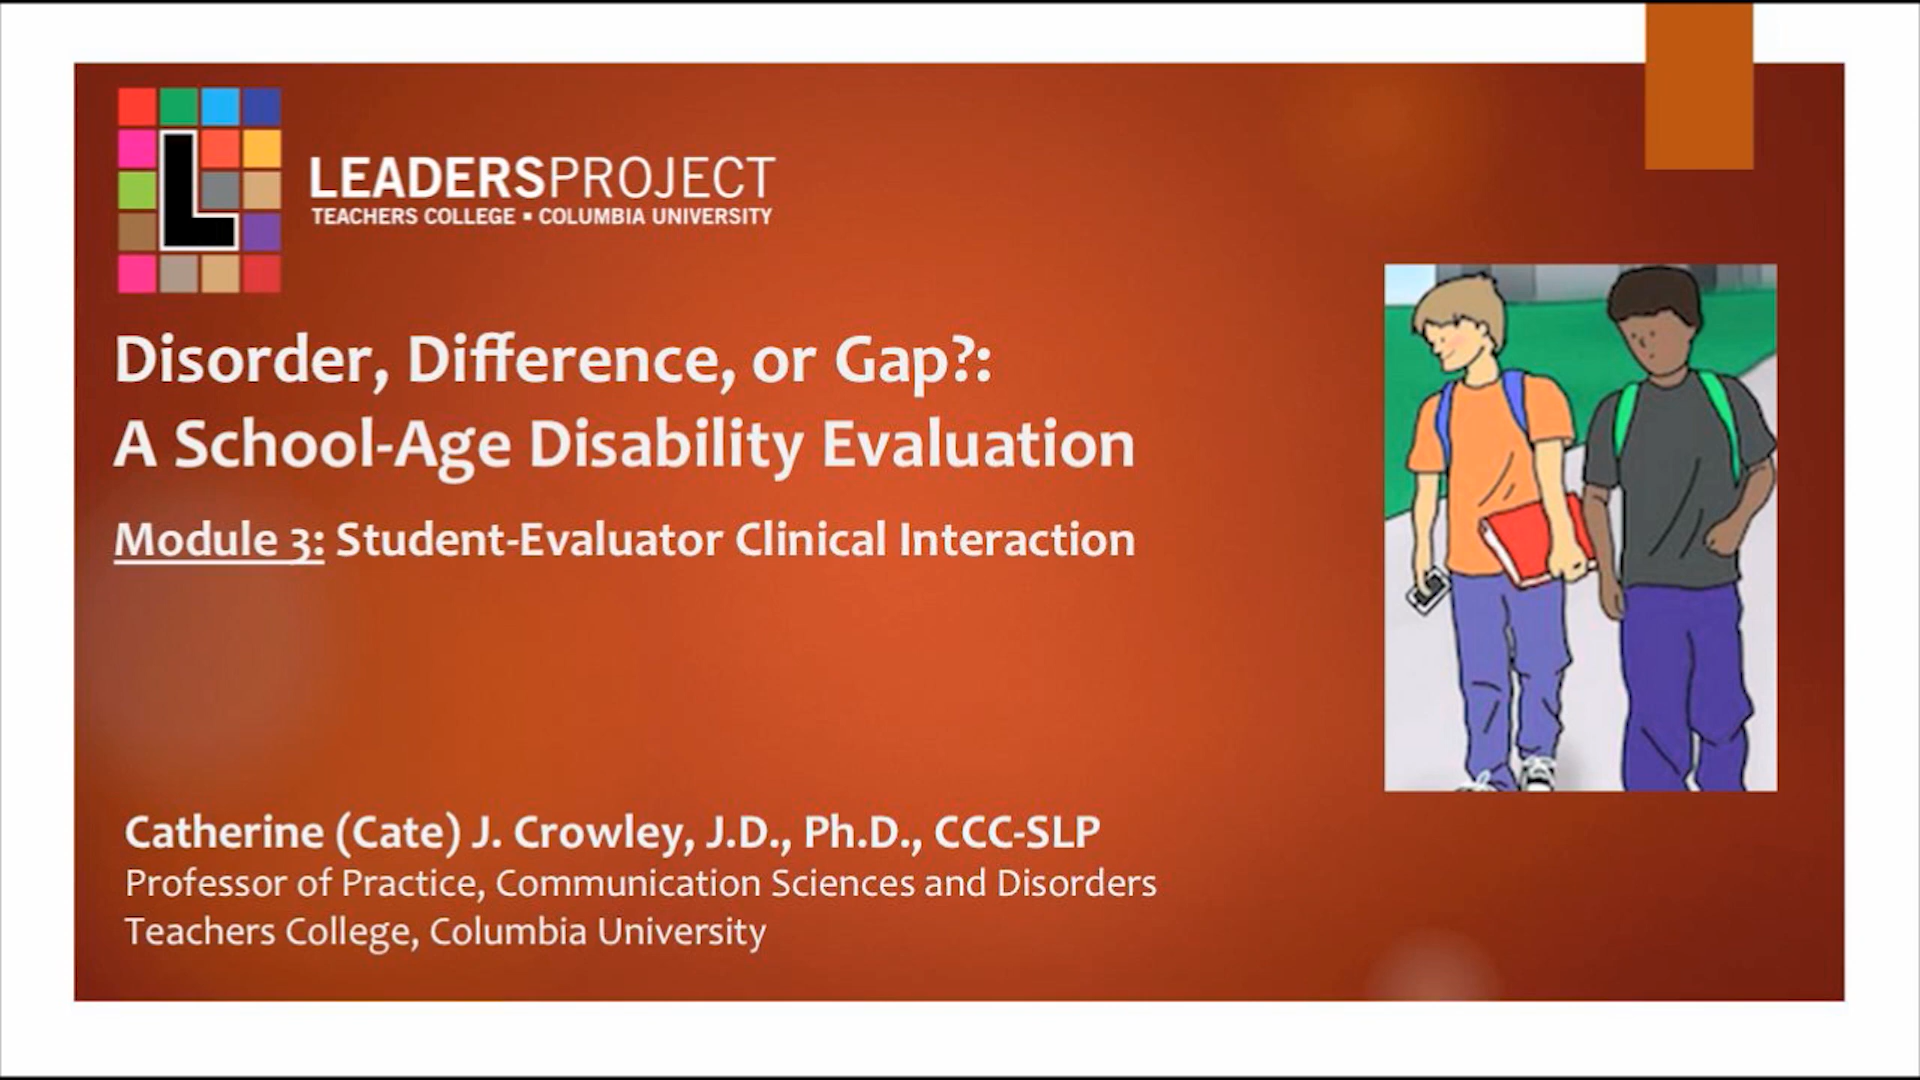 L
LEADERSPROJECT
TEACHERS COLLEGE ▪ COLUMBIA UNIVERSITY
Disorder, Difference, or Gap?:
A School-Age Disability Evaluation
Module 3: Student-Evaluator Clinical Interaction
Catherine (Cate) J. Crowley, J.D., Ph.D., CCC-SLP
Professor of Practice, Communication Sciences and Disorders
Teachers College, Columbia University